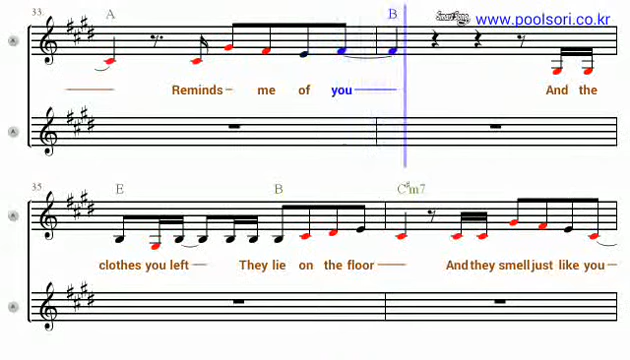 33.
A
B
SmartSong
www.poolsori.co.kr
Reminds me of you
And the
35
E
B
C#m7
clothes you left
They lie on the floor
And they smell just like you